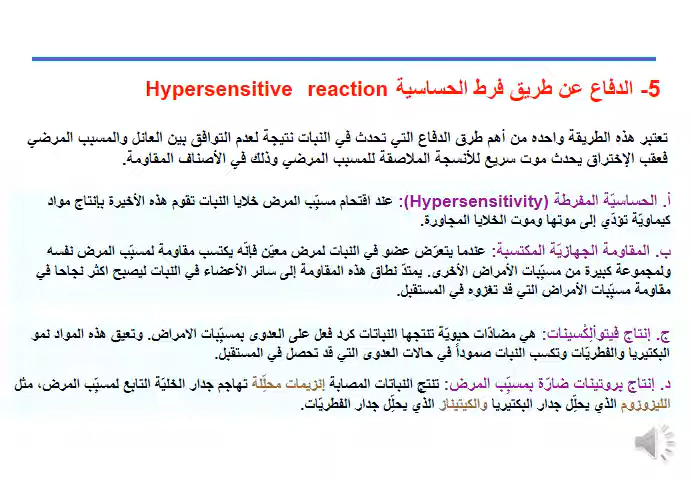 5- الدفاع عن طريق فرط الحساسية Hypersensitive reaction
تعتبر هذه الطريقة واحده من أهم طرق الدفاع التي تحدث في النبات نتيجة لعدم التوافق بين العائل والمسبب المرضي
فعقب الإختراق يحدث موت سريع للأنسجة الملاصقة للمسبب المرضي وذلك في الأصناف المقاومة.
أ. الحساسيّة المفرطة (Hypersensitivity): عند اقتحام مسبِّب المرض خلايا النبات تقوم هذه الأخيرة بإنتاج مواد
كيماويّة تؤدّي إلى موتها وموت الخلايا المجاورة.
ب. المقاومة الجهازيّة المكتسبة: عندما يتعرّض عضو في النبات لمرض معيّن فإنّه يكتسب مقاومة لمسبِّب المرض نفسه
ولمجموعة كبيرة من مسبِّبات الأمراض الأخرى. يمتدّ نطاق هذه المقاومة إلى سائر الأعضاء في النبات ليصبح اكثر نجاحا في
مقاومة مسبِّبات الأمراض التي قد تغزوه في المستقبل.
ج. إنتاج فيتوألِكْسينات: هي مضادّات حيويّة تنتجها النباتات كرد فعل على العدوى بمسبِّبات الامراض. وتعيق هذه المواد نمو
البكتيريا والفطريّات وتكسب النبات صموداً في حالات العدوى التي قد تحصل في المستقبل.
د. إنتاج بروتينات ضارّة بمسبِّب المرض: تنتج النباتات المصابة إنزيمات محلِّلة تهاجم جدار الخليّة التابع لمسبِّب المرض، مثل
الليزوزوم الذي يحلِّل جدار البكتيريا والكيتيناز الذي يحلِّل جدار الفطريّات.